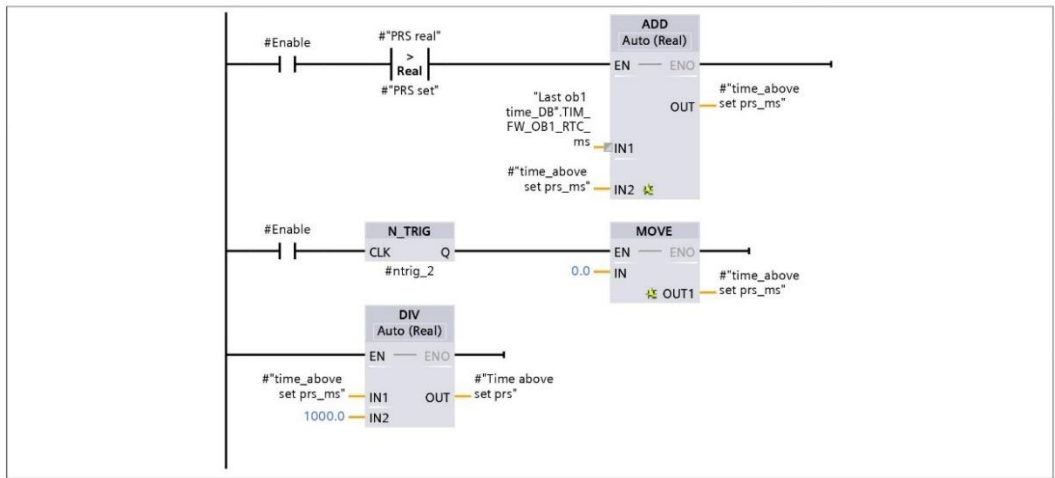 #Enable
#"PRS real"
>
Real
#"PRS set"
ADD
Auto (Real)
EN
ENO
"Last ob1
time_DB".TIM_
FW_OB1_RTC_
ms
IN1
OUT
#"time_above
set prs_ms"
#"time_above
set prs_ms"
IN2
#Enable
N_TRIG
CLK
Q
#ntrig_2
MOVE
EN
ENO
0.0
IN
OUT1
#"time_above
set prs_ms"
DIV
Auto (Real)
EN
ENO
#"time_above
set prs_ms"
IN1
OUT
#"Time above
set prs"
1000.0
IN2